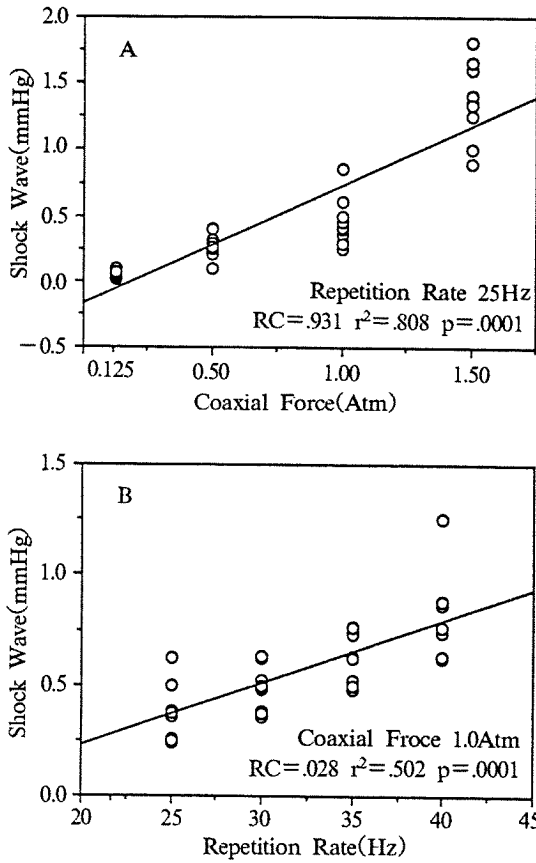 2.0
A
1.5
1.0
0.5
0.0
−0.5
Shock Wave(mmHg)
Repetition Rate 25Hz
RC=.931 r²=.808 p=.0001
0.125 0.50 1.00 1.50
Coaxial Force(Atm)
1.5
B
1.0
0.5
0.0
Shock Wave(mmHg)
Coaxial Froce 1.0Atm
RC=.028 r²=.502 p=.0001
20 25 30 35 40 45
Repetition Rate(Hz)